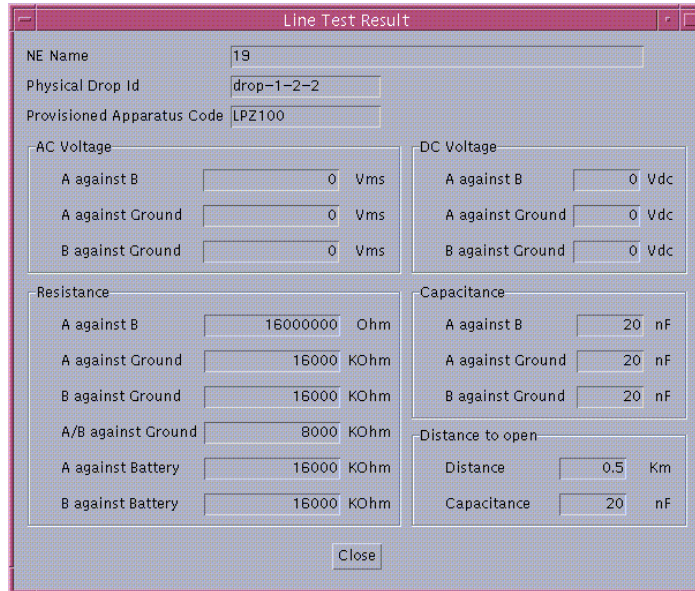 Line Test Result
NE Name 19
Physical Drop Id drop-1-2-2
Provisioned Apparatus Code LPZ100
AC Voltage
A against B 0 Vms
A against Ground 0 Vms
B against Ground 0 Vms
DC Voltage
A against B 0 Vdc
A against Ground 0 Vdc
B against Ground 0 Vdc
Resistance
A against B 16000000 Ohm
A against Ground 16000 KOhm
B against Ground 16000 KOhm
A/B against Ground 8000 KOhm
A against Battery 16000 KOhm
B against Battery 16000 KOhm
Capacitance
A against B 20 nF
A against Ground 20 nF
B against Ground 20 nF
Distance to open
Distance 0.5 Km
Capacitance 20 nF
Close